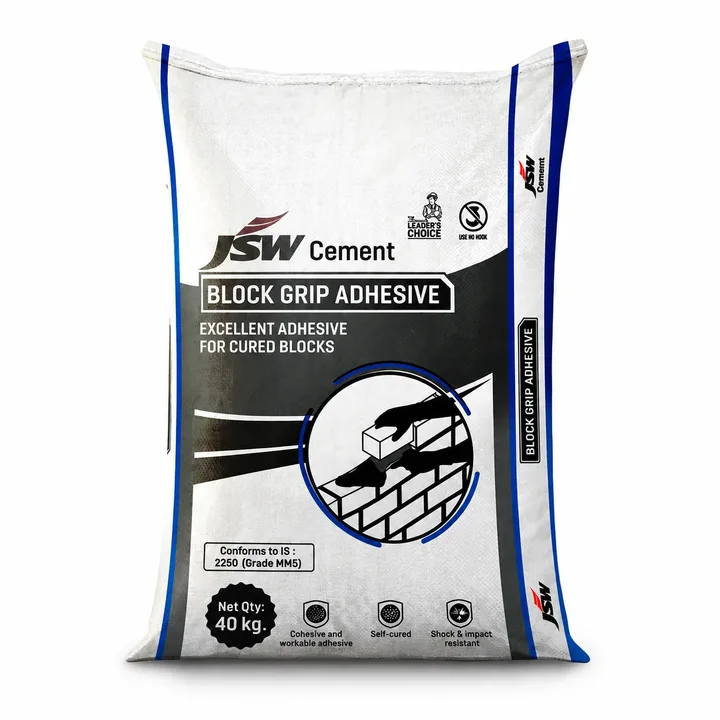 JSW Cement
THE
LEADER'S
CHOICE
USE NO HOOK
BLOCK GRIP ADHESIVE
EXCELLENT ADHESIVE
FOR CURED BLOCKS
Conforms to IS :
2250 (Grade MM5)
Net Qty:
40 kg.
Cohesive and
workable adhesive
Self-cured
Shock & impact
resistant
JSW
Cement
BLOCK GRIP ADHESIVE
JSW